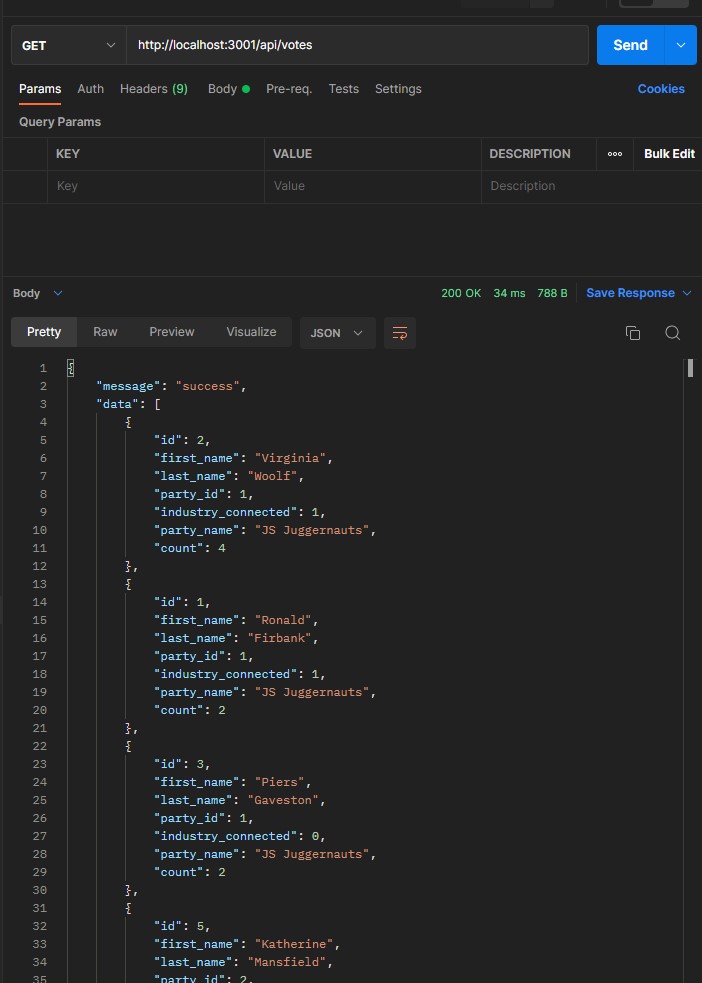 GET http://localhost:3001/api/votes Send
Params Auth Headers (9) Body Pre-req. Tests Settings Cookies
Query Params
KEY VALUE DESCRIPTION ooo Bulk Edit
Key Value Description
Body 200 OK 34 ms 788 B Save Response
Pretty Raw Preview Visualize JSON
1 {
2 "message": "success",
3 "data": [
4 {
5 "id": 2,
6 "first_name": "Virginia",
7 "last_name": "Woolf",
8 "party_id": 1,
9 "industry_connected": 1,
10 "party_name": "JS Juggernauts",
11 "count": 4
12 },
13 {
14 "id": 1,
15 "first_name": "Ronald",
16 "last_name": "Firbank",
17 "party_id": 1,
18 "industry_connected": 1,
19 "party_name": "JS Juggernauts",
20 "count": 2
21 },
22 {
23 "id": 3,
24 "first_name": "Piers",
25 "last_name": "Gaveston",
26 "party_id": 1,
27 "industry_connected": 0,
28 "party_name": "JS Juggernauts",
29 "count": 2
30 },
31 {
32 "id": 5,
33 "first_name": "Katherine",
34 "last_name": "Mansfield",
35 "party_id": 2,